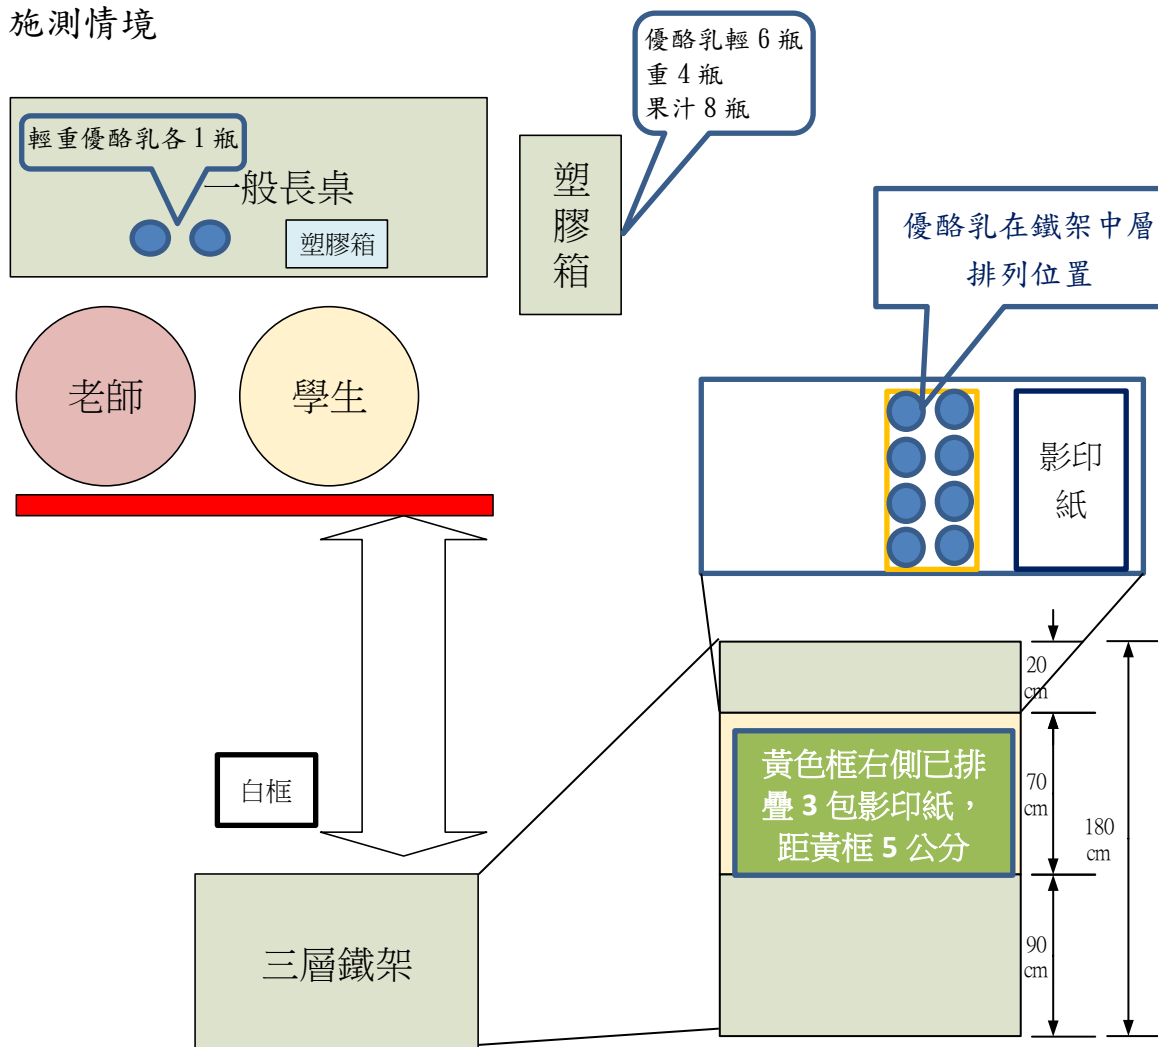 施測情境
優酪乳輕 6 瓶
重 4 瓶
果汁 8 瓶
輕重優酪乳各 1 瓶
一般長桌
塑膠箱
塑
膠
箱
優酪乳在鐵架中層
排列位置
老師
學生
影印
紙
20
cm
白框
黃色框右側已排
疊 3 包影印紙，
距黃框 5 公分
70
cm
180
cm
三層鐵架
90
cm